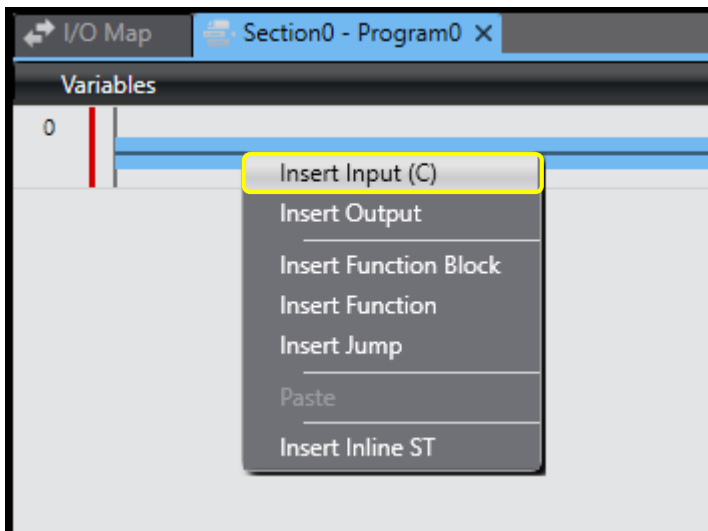 I/O Map
Section0 - Program0
Variables
0
Insert Input (C)
Insert Output
Insert Function Block
Insert Function
Insert Jump
Paste
Insert Inline ST